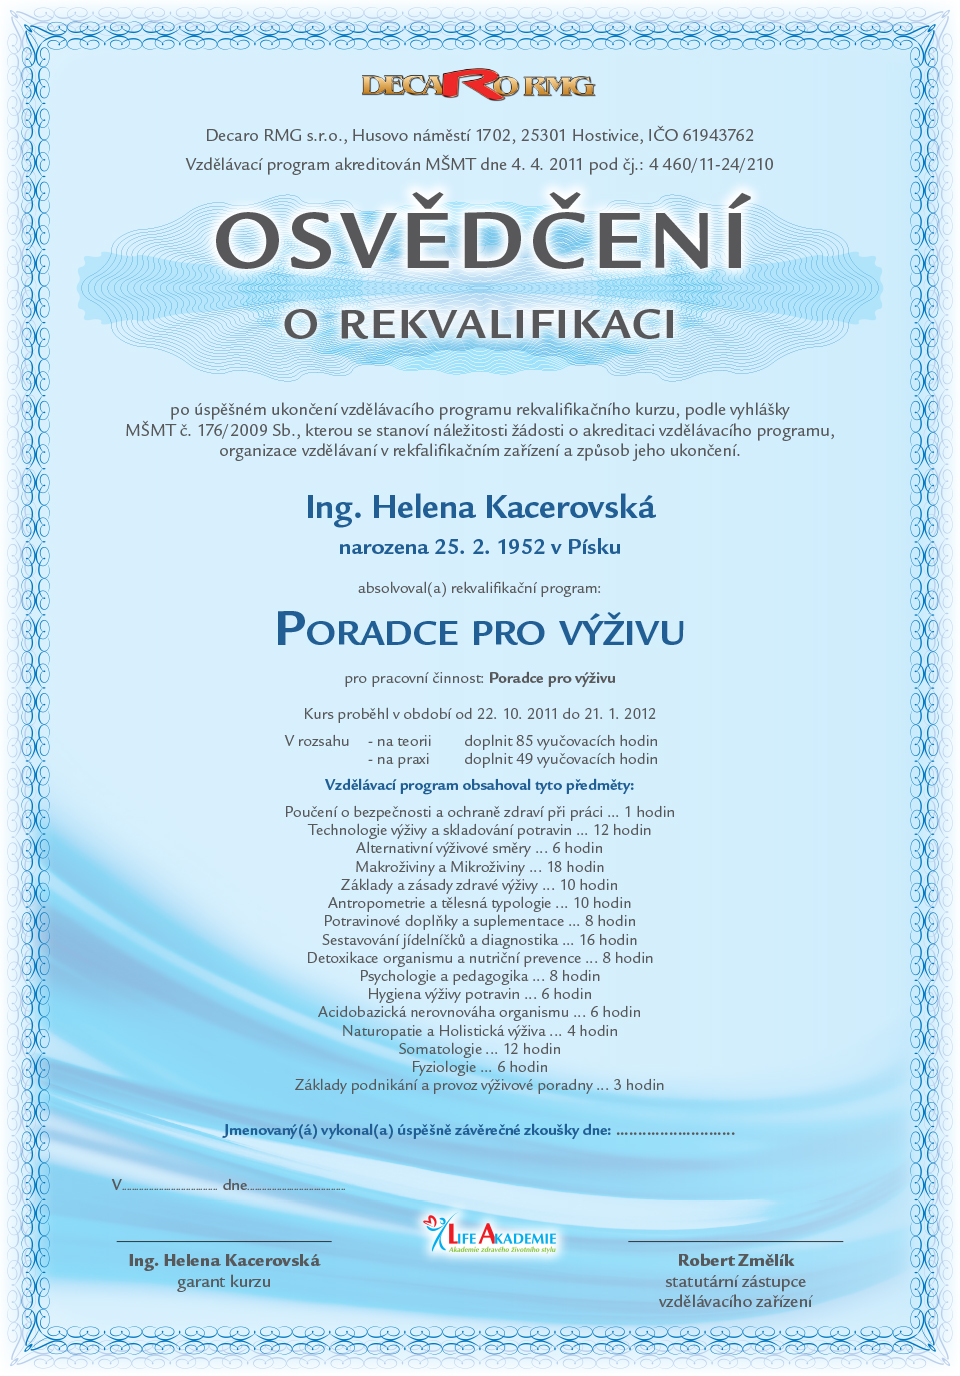 DECARO RMG
Decaro RMG s.r.o., Husovo náměstí 1702, 25301 Hostivice, IČO 61943762
Vzdělávací program akreditován MŠMT dne 4. 4. 2011 pod čj.: 4 460/11-24/210
OSVĚDČENÍ
O REKVALIFIKACI
po úspěšném ukončení vzdělávacího programu rekvalifikačního kurzu, podle vyhlášky
MŠMT č. 176/2009 Sb., kterou se stanoví náležitosti žádosti o akreditaci vzdělávacího programu,
organizace vzdělávaní v rekfalifikačním zařízení a způsob jeho ukončení.
Ing. Helena Kacerovská
narozena 25. 2. 1952 v Písku
absolvoval(a) rekvalifikační program:
PORADCE PRO VÝŽIVU
pro pracovní činnost: Poradce pro výživu
Kurs proběhl v období od 22. 10. 2011 do 21. 1. 2012
V rozsahu - na teorii doplnit 85 vyučovacích hodin
- na praxi doplnit 49 vyučovacích hodin
Vzdělávací program obsahoval tyto předměty:
Poučení o bezpečnosti a ochraně zdraví při práci ... 1 hodin
Technologie výživy a skladování potravin ... 12 hodin
Alternativní výživové směry ... 6 hodin
Makroživiny a Mikroživiny ... 18 hodin
Základy a zásady zdravé výživy ... 10 hodin
Antropometrie a tělesná typologie ... 10 hodin
Potravinové doplňky a suplementace ... 8 hodin
Sestavování jídelníčků a diagnostika ... 16 hodin
Detoxikace organismu a nutriční prevence ... 8 hodin
Psychologie a pedagogika ... 8 hodin
Hygiena výživy potravin ... 6 hodin
Acidobazická nerovnováha organismu ... 6 hodin
Naturopatie a Holistická výživa ... 4 hodin
Somatologie ... 12 hodin
Fyziologie ... 6 hodin
Základy podnikání a provoz výživové poradny ... 3 hodin
Jmenovaný(á) vykonal(a) úspěšně závěrečné zkoušky dne: ...........................
V.................................. dne...................................
LIFE AKADEMIE
Akademie zdravého životního stylu
Ing. Helena Kacerovská
garant kurzu
Robert Změlík
statutární zástupce
vzdělávacího zařízení